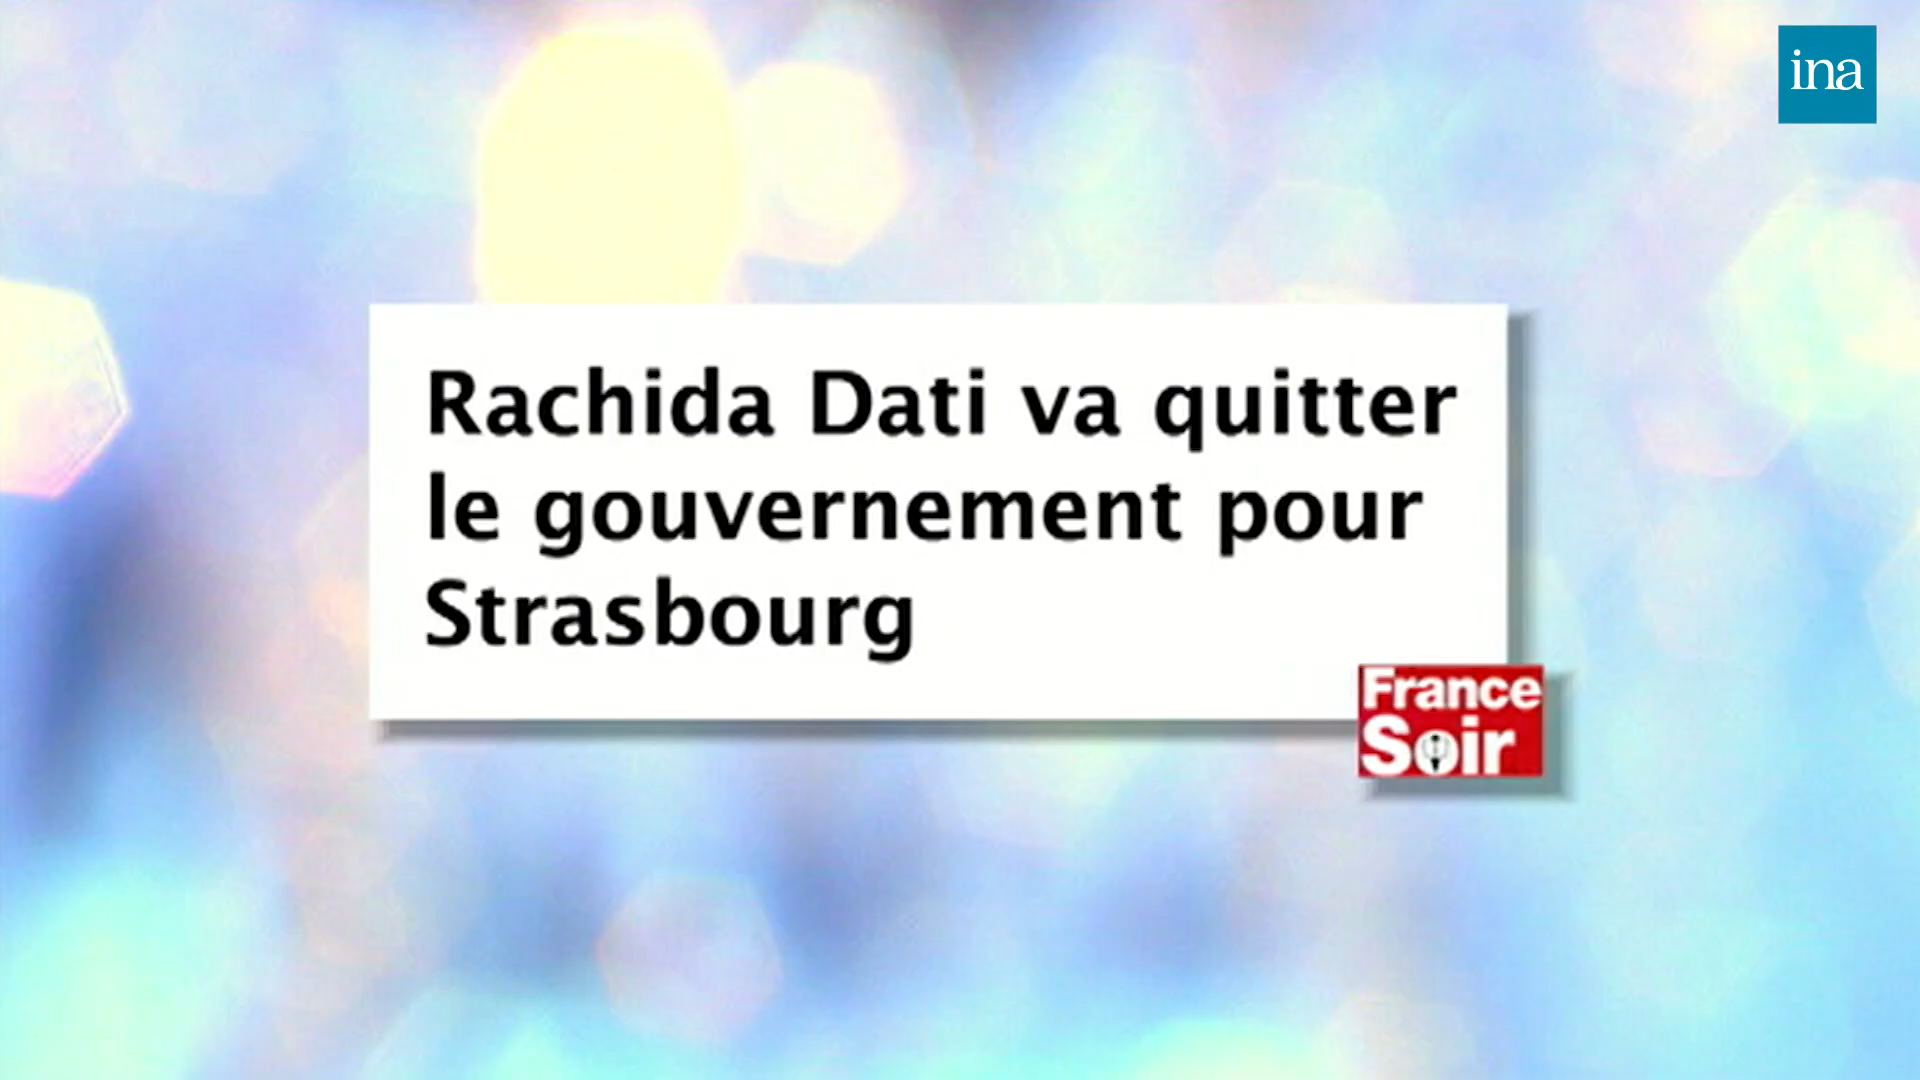 ina
Rachida Dati va quitter
le gouvernement pour
Strasbourg
France
Soir